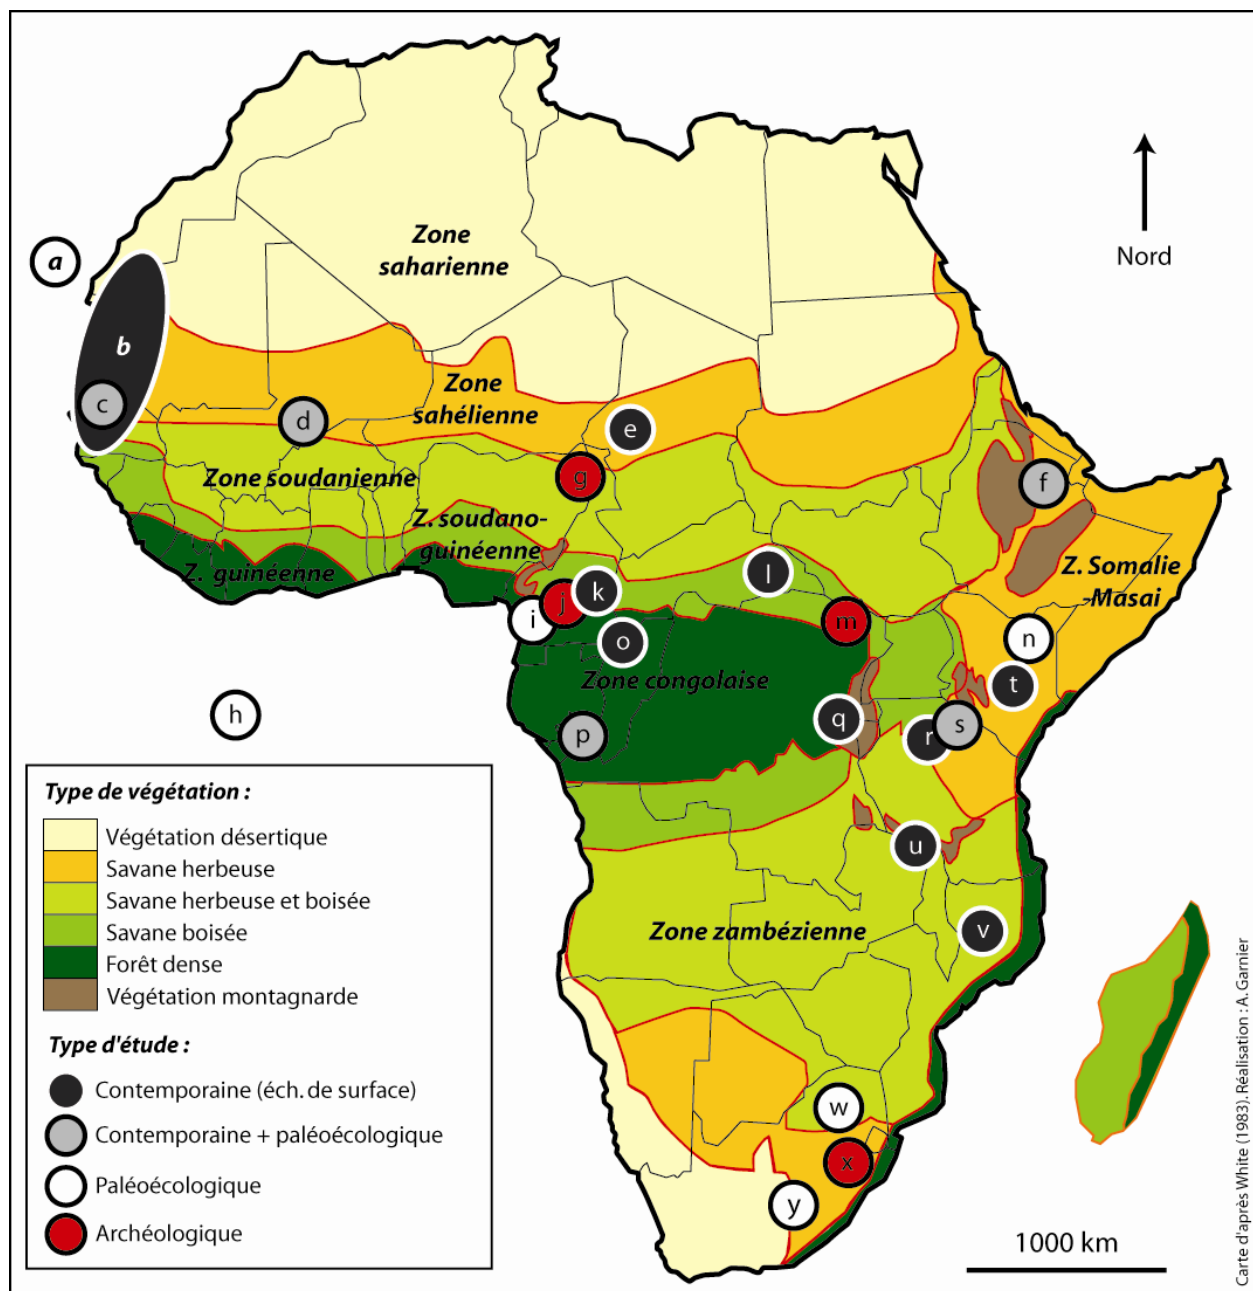 Zone
saharienne
Nord
a
b
c
Zone
sahélienne
d
e
f
g
Zone soudanienne
Z. soudano-
guinéenne
Z. guinéenne
Z. Somalie
-Masai
h
i
j
k
l
m
n
o
Zone congolaise
p
q
r
s
t
u
v
Zone zambézienne
w
x
y
Type de végétation :
Végétation désertique
Savane herbeuse
Savane herbeuse et boisée
Savane boisée
Forêt dense
Végétation montagnarde
Type d'étude :
Contemporaine (éch. de surface)
Contemporaine + paléoécologique
Paléoécologique
Archéologique
1000 km
Carte d'après White (1983). Réalisation : A. Garnier